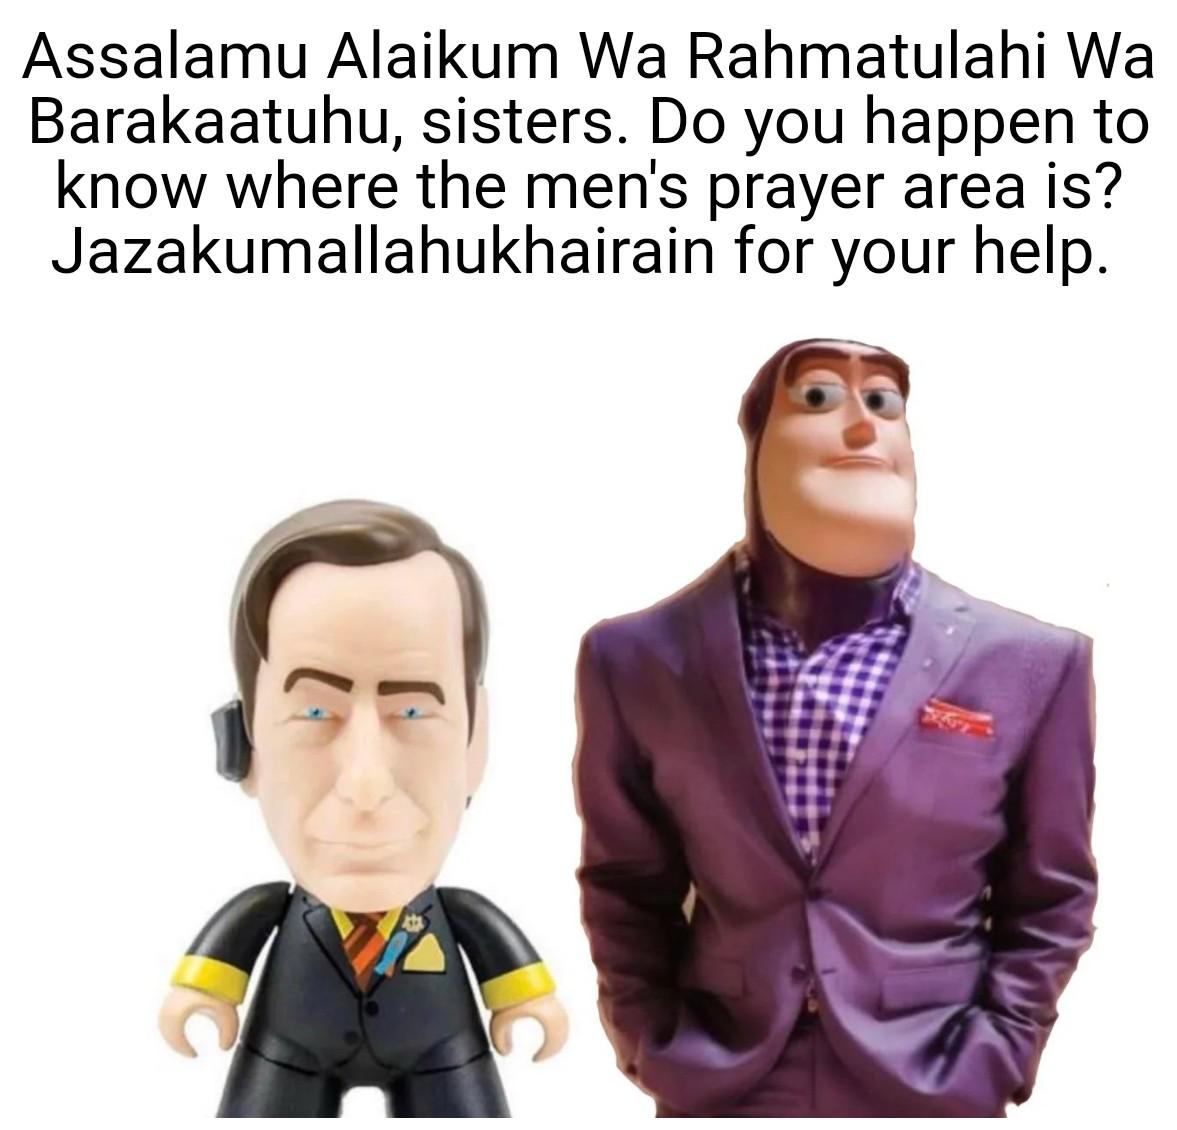 Assalamu Alaikum Wa Rahmatulahi Wa
Barakaatuhu, sisters. Do you happen to
know where the men's prayer area is?
Jazakumallahukhairain for your help.